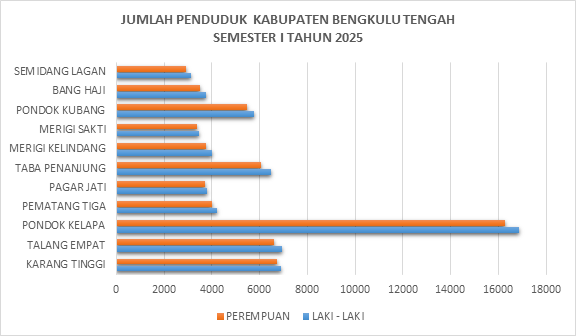 JUMLAH PENDUDUK KABUPATEN BENGKULU TENGAH
SEMESTER I TAHUN 2025
SEMIDANG LAGAN
BANG HAJI
PONDOK KUBANG
MERIGI SAKTI
MERIGI KELINDANG
TABA PENANJUNG
PAGAR JATI
PEMATANG TIGA
PONDOK KELAPA
TALANG EMPAT
KARANG TINGGI
0 2000 4000 6000 8000 10000 12000 14000 16000 18000
PEREMPUAN LAKI - LAKI